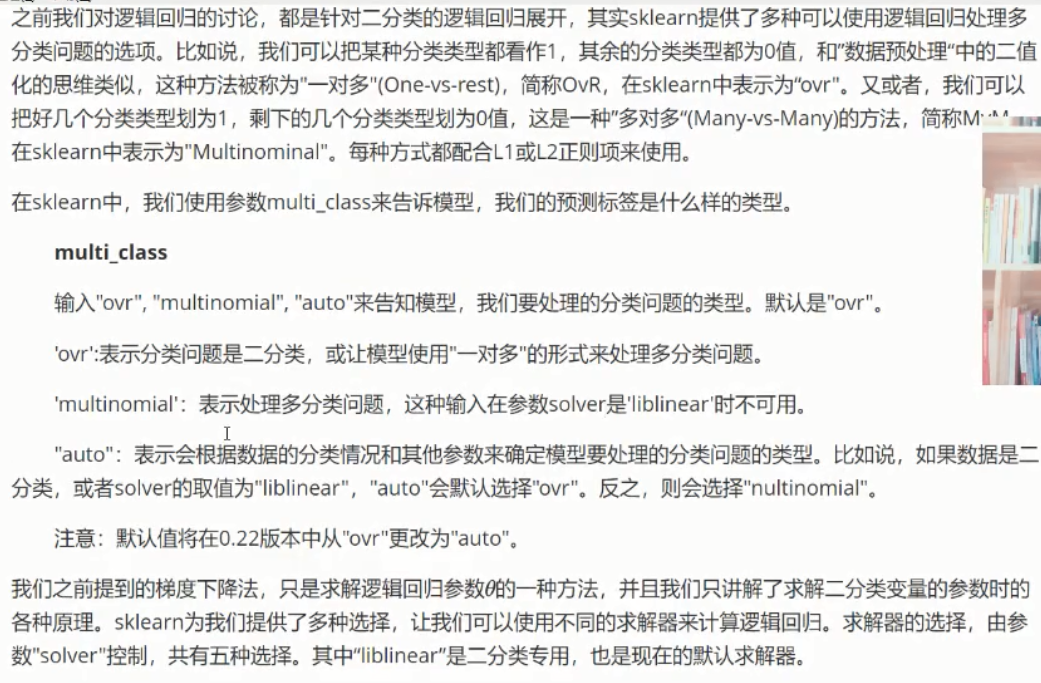 之前我们对逻辑回归的讨论，都是针对二分类的逻辑回归展开，其实sklearn提供了多种可以使用逻辑回归处理多
分类问题的选项。比如说，我们可以把某种分类类型都看作1，其余的分类类型都为0值，和"数据预处理"中的二值
化的思维类似，这种方法被称为"一对多"(One-vs-rest)，简称OvR，在sklearn中表示为"ovr"。又或者，我们可以
把好几个分类类型划为1，剩下的几个分类类型划为0值，这是一种"多对多"(Many-vs-Many)的方法，简称MvM
在sklearn中表示为"Multinominal"。每种方式都配合L1或L2正则项来使用。
在sklearn中，我们使用参数multi_class来告诉模型，我们的预测标签是什么样的类型。
multi_class
输入"ovr", "multinomial", "auto"来告知模型，我们要处理的分类问题的类型。默认是"ovr"。
'ovr':表示分类问题是二分类，或让模型使用"一对多"的形式来处理多分类问题。
'multinomial'：表示处理多分类问题，这种输入在参数solver是'liblinear'时不可用。
"auto"：表示会根据数据的分类情况和其他参数来确定模型要处理的分类问题的类型。比如说，如果数据是二
分类，或者solver的取值为"liblinear"，"auto"会默认选择"ovr"。反之，则会选择"nultinomial"。
注意：默认值将在0.22版本中从"ovr"更改为"auto"。
我们之前提到的梯度下降法，只是求解逻辑回归参数θ的一种方法，并且我们只讲解了求解二分类变量的参数时的
各种原理。sklearn为我们提供了多种选择，让我们可以使用不同的求解器来计算逻辑回归。求解器的选择，由参
数"solver"控制，共有五种选择。其中"liblinear"是二分类专用，也是现在的默认求解器。